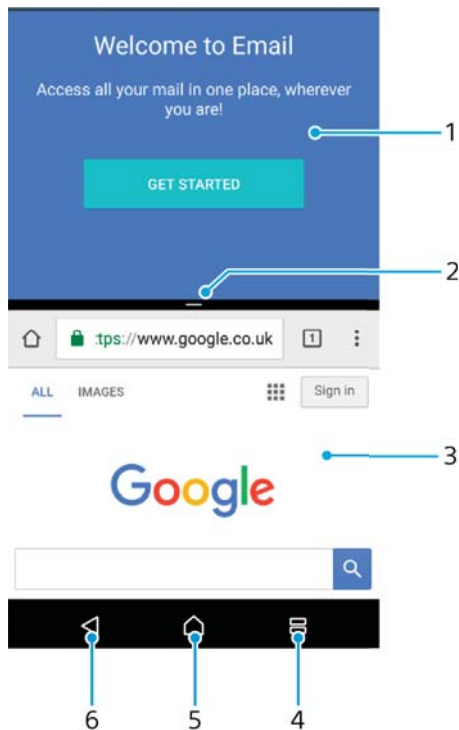 Welcome to Email
Access all your mail in one place, wherever
you are!
1
GET STARTED
2
:tps://www.google.co.uk
1
ALL IMAGES
Sign in
3
Google
6 5 4